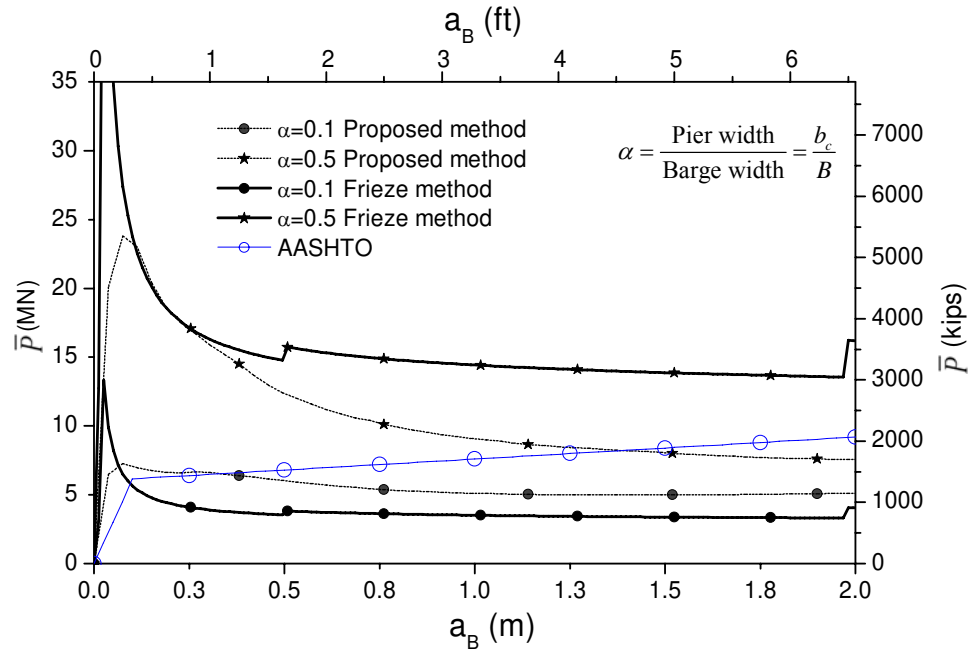 a_B (ft)
0 1 2 3 4 5 6
35
30
25
20
15
10
5
0
P̅ (MN)
α=0.1 Proposed method
α=0.5 Proposed method
α=0.1 Frieze method
α=0.5 Frieze method
AASHTO
α = Pier width / Barge width = b_c / B
7000
6000
5000
4000
3000
2000
1000
0
P̅ (kips)
0.0 0.3 0.5 0.8 1.0 1.3 1.5 1.8 2.0
a_B (m)